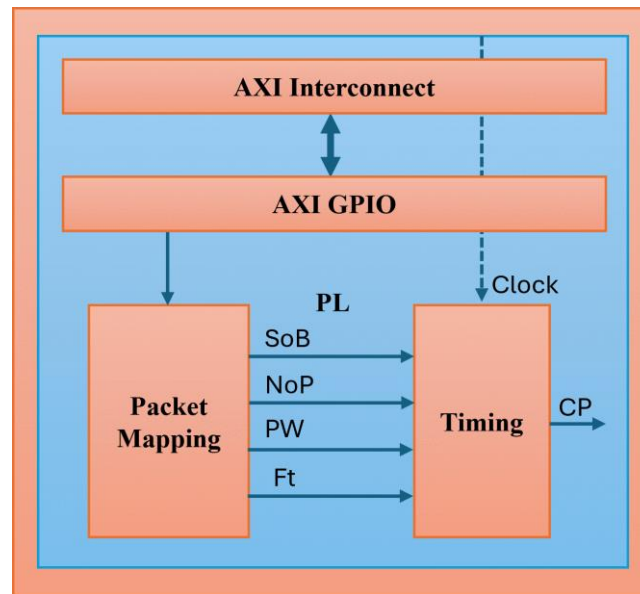 AXI Interconnect
AXI GPIO
Clock
PL
SoB
NoP
PW
Ft
Packet
Mapping
Timing
CP